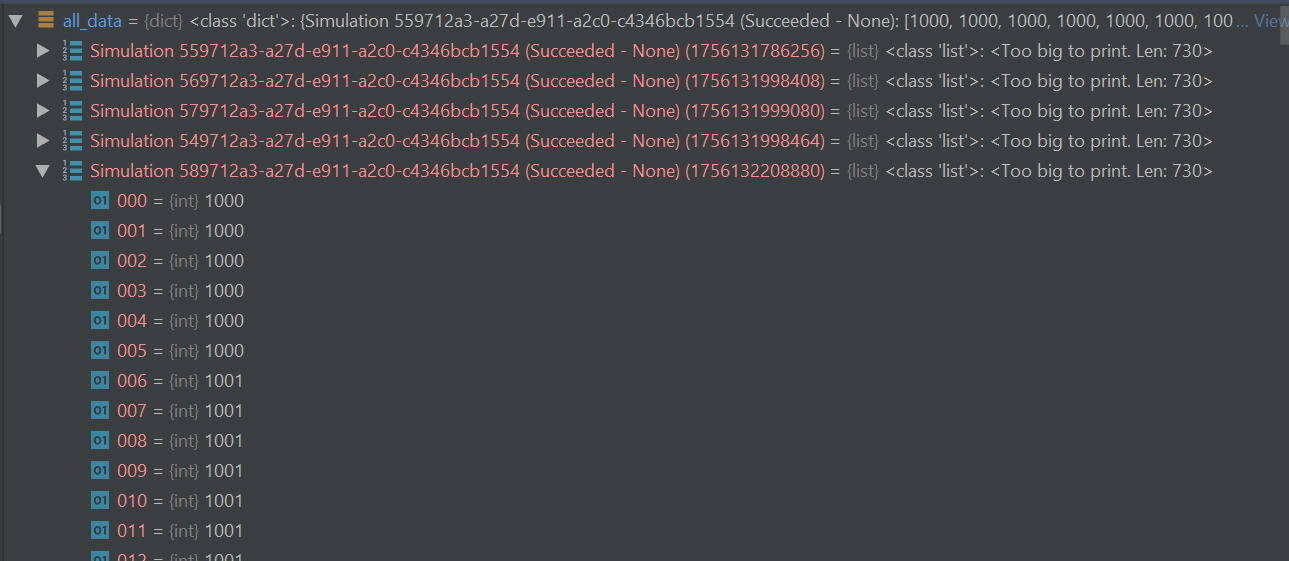 all_data = {dict} <class 'dict'>: {Simulation 559712a3-a27d-e911-a2c0-c4346bcb1554 (Succeeded - None): [1000, 1000, 1000, 1000, 1000, 1000, 100... View
Simulation 559712a3-a27d-e911-a2c0-c4346bcb1554 (Succeeded - None) (1756131786256) = {list} <class 'list'>: <Too big to print. Len: 730>
Simulation 569712a3-a27d-e911-a2c0-c4346bcb1554 (Succeeded - None) (1756131998408) = {list} <class 'list'>: <Too big to print. Len: 730>
Simulation 579712a3-a27d-e911-a2c0-c4346bcb1554 (Succeeded - None) (1756131999080) = {list} <class 'list'>: <Too big to print. Len: 730>
Simulation 549712a3-a27d-e911-a2c0-c4346bcb1554 (Succeeded - None) (1756131998464) = {list} <class 'list'>: <Too big to print. Len: 730>
Simulation 589712a3-a27d-e911-a2c0-c4346bcb1554 (Succeeded - None) (1756132208880) = {list} <class 'list'>: <Too big to print. Len: 730>
01 000 = {int} 1000
01 001 = {int} 1000
01 002 = {int} 1000
01 003 = {int} 1000
01 004 = {int} 1000
01 005 = {int} 1000
01 006 = {int} 1001
01 007 = {int} 1001
01 008 = {int} 1001
01 009 = {int} 1001
01 010 = {int} 1001
01 011 = {int} 1001
01 012 = {int} 1001